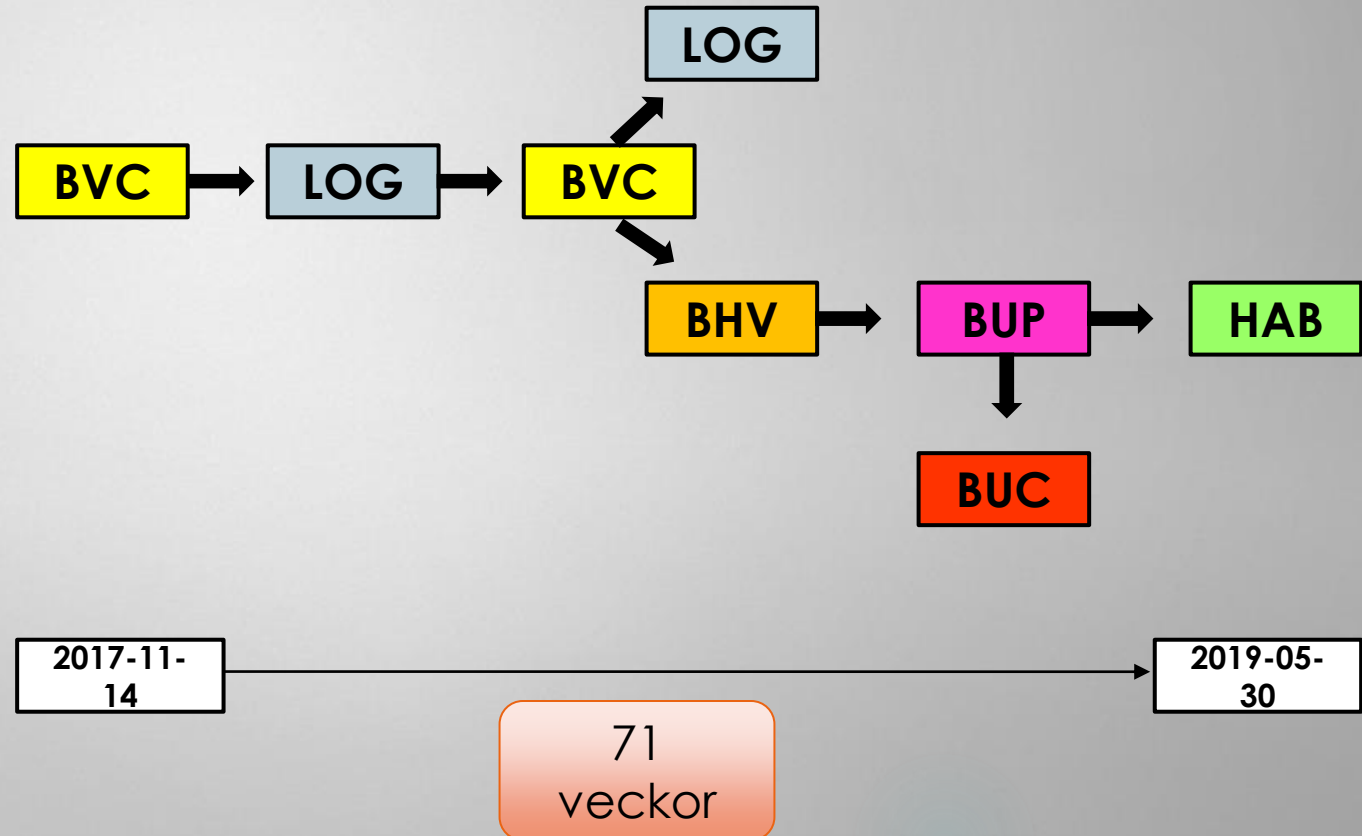 LOG
BVC
LOG
BVC
BHV
BUP
HAB
BUC
2017-11-
14
2019-05-
30
71
veckor